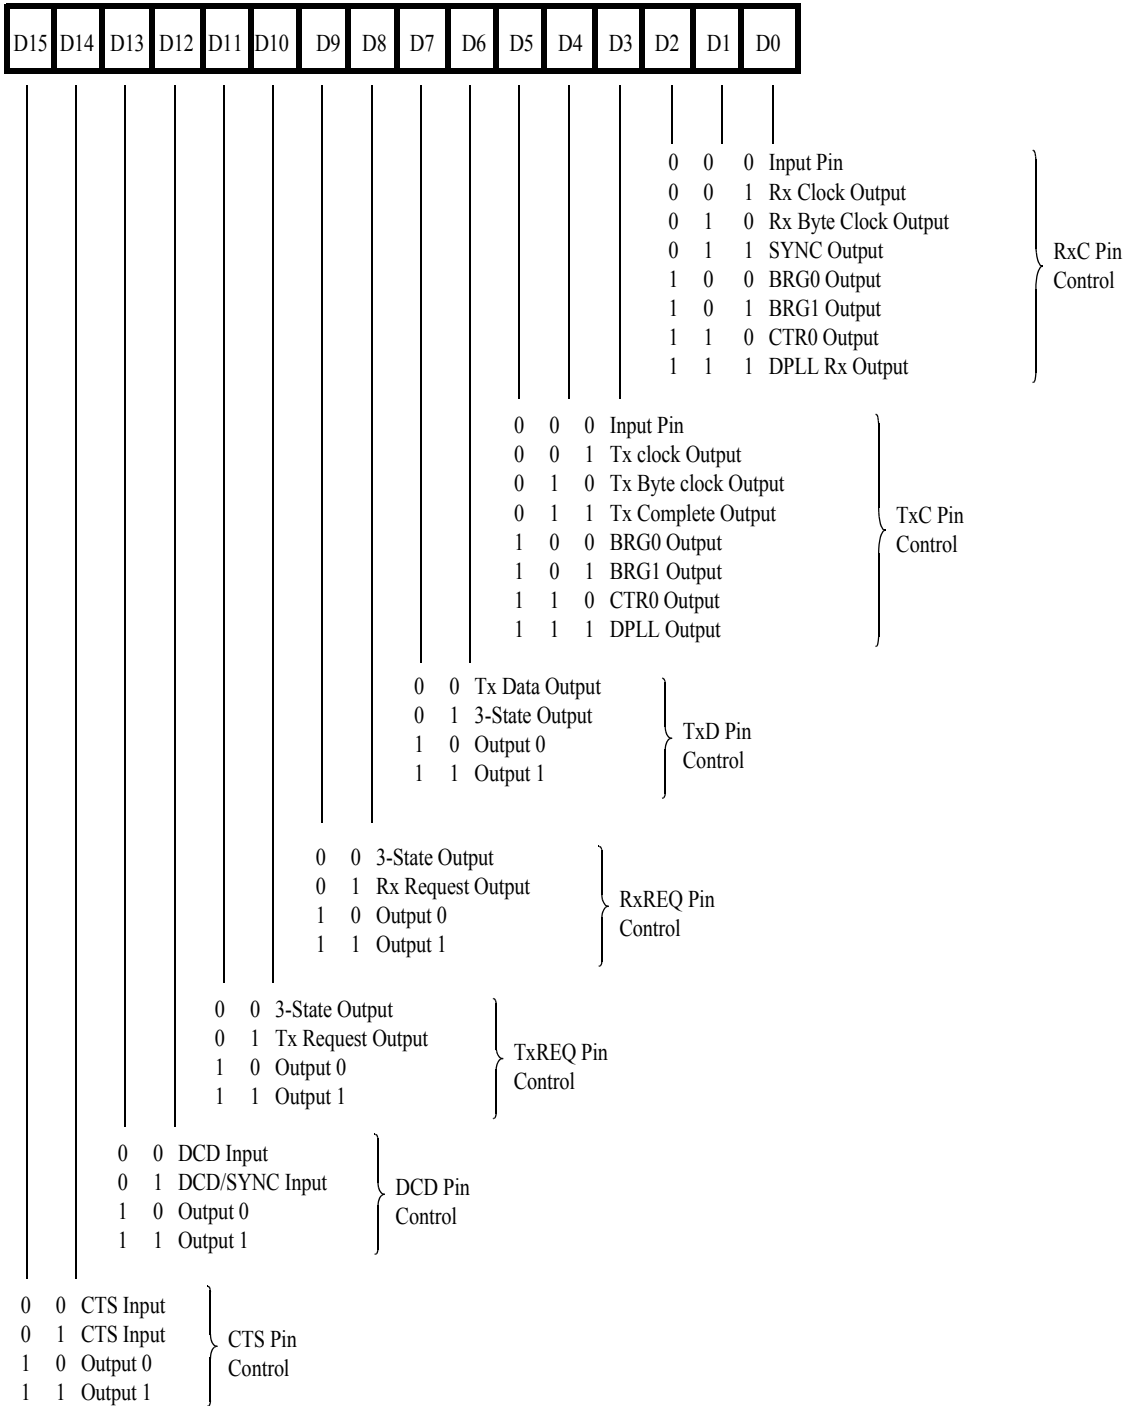 D15 D14 D13 D12 D11 D10 D9 D8 D7 D6 D5 D4 D3 D2 D1 D0
0 0 0 Input Pin
0 0 1 Rx Clock Output
0 1 0 Rx Byte Clock Output
0 1 1 SYNC Output
1 0 0 BRG0 Output
1 0 1 BRG1 Output
1 1 0 CTR0 Output
1 1 1 DPLL Rx Output
RxC Pin
Control
0 0 0 Input Pin
0 0 1 Tx clock Output
0 1 0 Tx Byte clock Output
0 1 1 Tx Complete Output
1 0 0 BRG0 Output
1 0 1 BRG1 Output
1 1 0 CTR0 Output
1 1 1 DPLL Output
TxC Pin
Control
0 0 Tx Data Output
0 1 3-State Output
1 0 Output 0
1 1 Output 1
TxD Pin
Control
0 0 3-State Output
0 1 Rx Request Output
1 0 Output 0
1 1 Output 1
RxREQ Pin
Control
0 0 3-State Output
0 1 Tx Request Output
1 0 Output 0
1 1 Output 1
TxREQ Pin
Control
0 0 DCD Input
0 1 DCD/SYNC Input
1 0 Output 0
1 1 Output 1
DCD Pin
Control
0 0 CTS Input
0 1 CTS Input
1 0 Output 0
1 1 Output 1
CTS Pin
Control